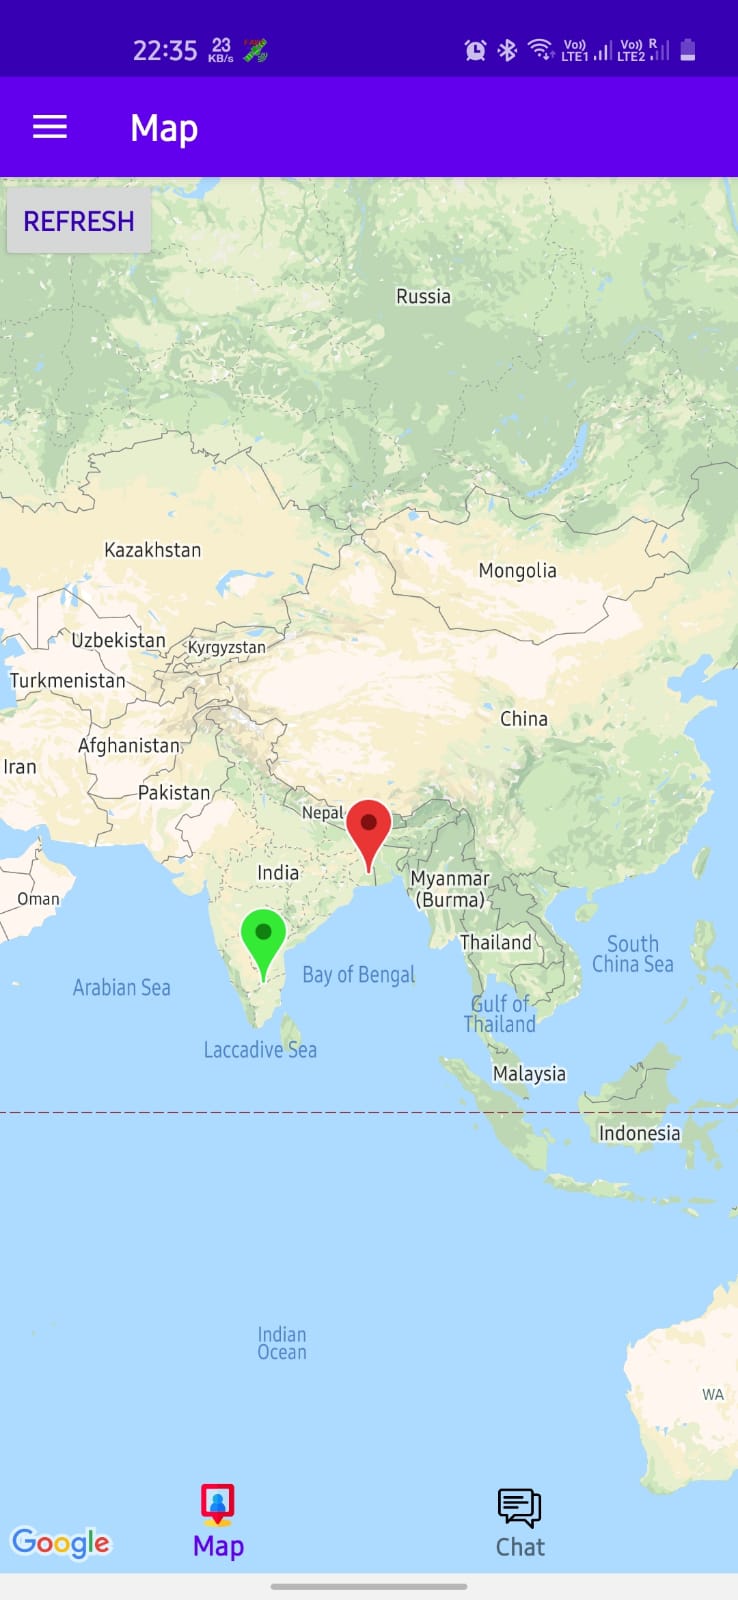 22:35 23 KB/s Vo)) LTE1 Vo)) LTE2 R
Map
REFRESH
Russia
Kazakhstan
Mongolia
Uzbekistan
Kyrgyzstan
Turkmenistan
China
Afghanistan
Iran
Pakistan
Nepal
India
Myanmar
(Burma)
Oman
Thailand
South
China Sea
Bay of Bengal
Arabian Sea
Gulf of
Thailand
Laccadive Sea
Malaysia
Indonesia
Indian
Ocean
WA
Google
Map
Chat